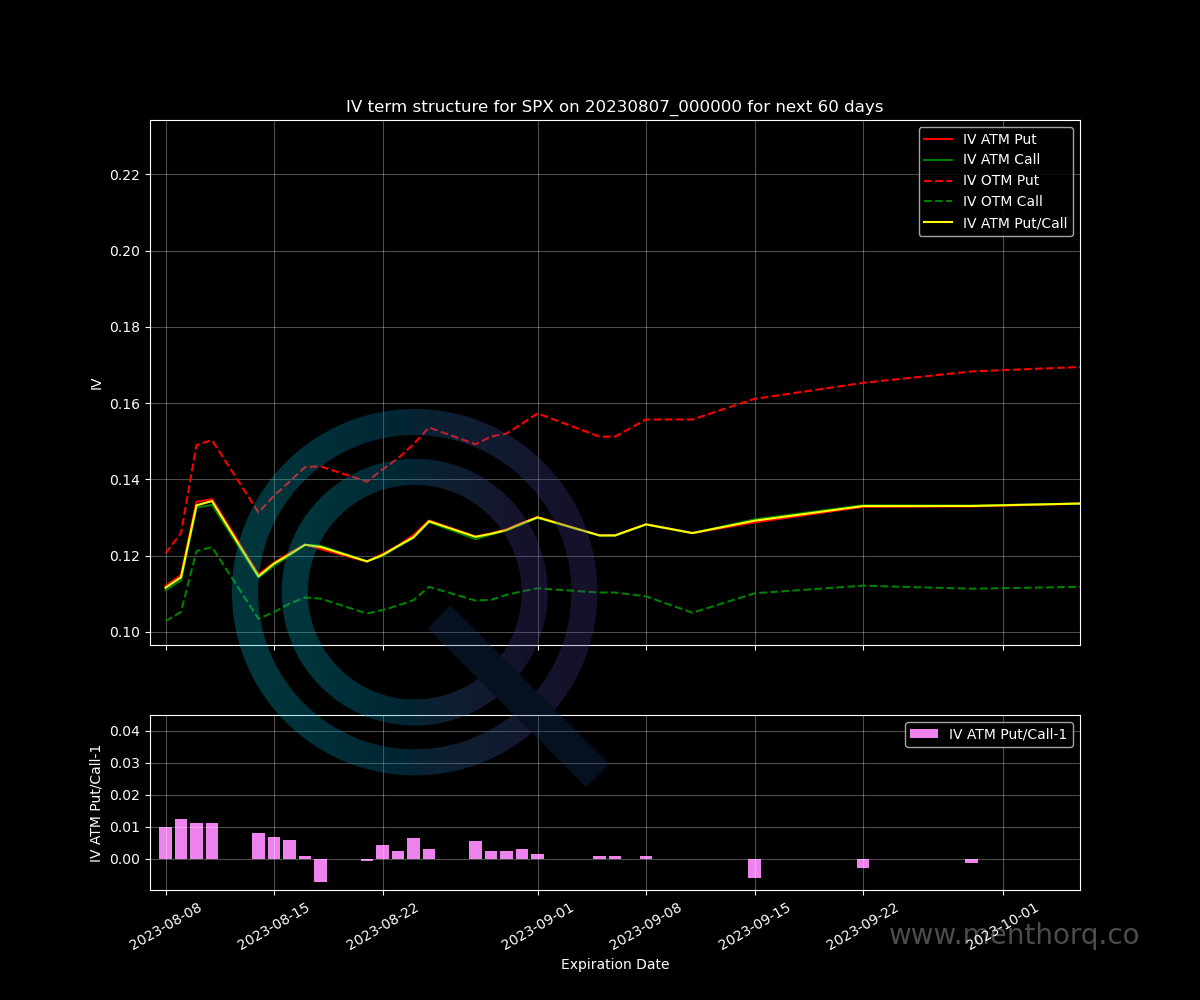 IV term structure for SPX on 20230807_000000 for next 60 days
IV ATM Put
IV ATM Call
IV OTM Put
IV OTM Call
IV ATM Put/Call
0.22
0.20
0.18
0.16
0.14
0.12
0.10
IV
IV ATM Put/Call-1
0.04
0.03
0.02
0.01
0.00
IV ATM Put/Call-1
2023-08-08
2023-08-15
2023-08-22
2023-09-01
2023-09-08
2023-09-15
2023-09-22
2023-10-01
www.menthorq.co
Expiration Date